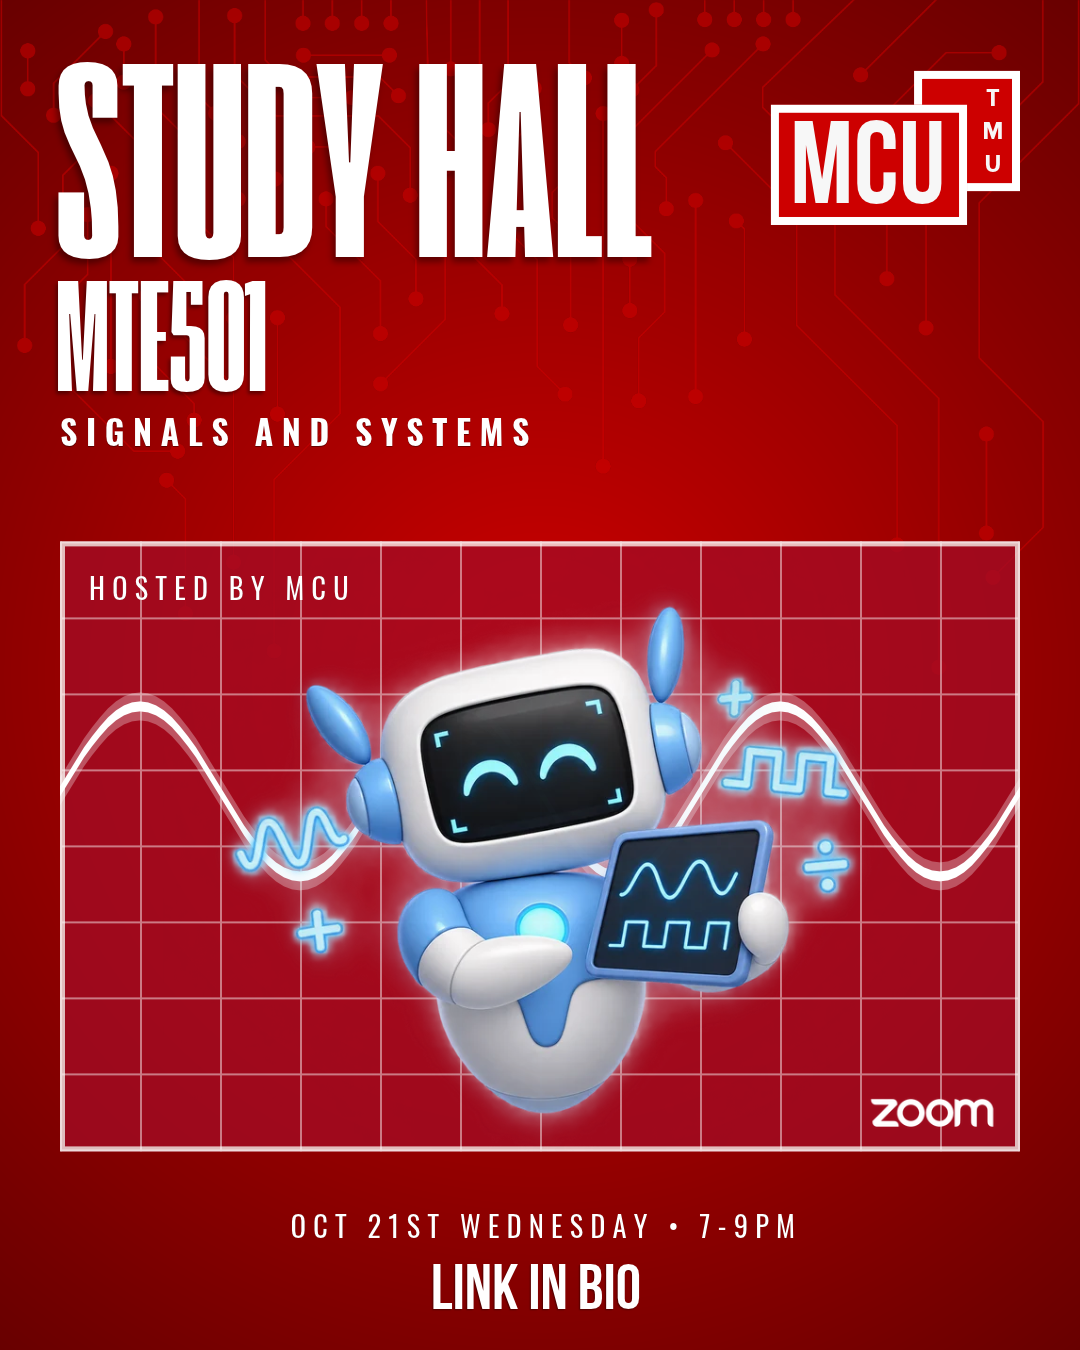 STUDY HALL
MCU
T
M
U
MTE501
SIGNALS AND SYSTEMS
HOSTED BY MCU
zoom
OCT 21ST WEDNESDAY • 7-9PM
LINK IN BIO